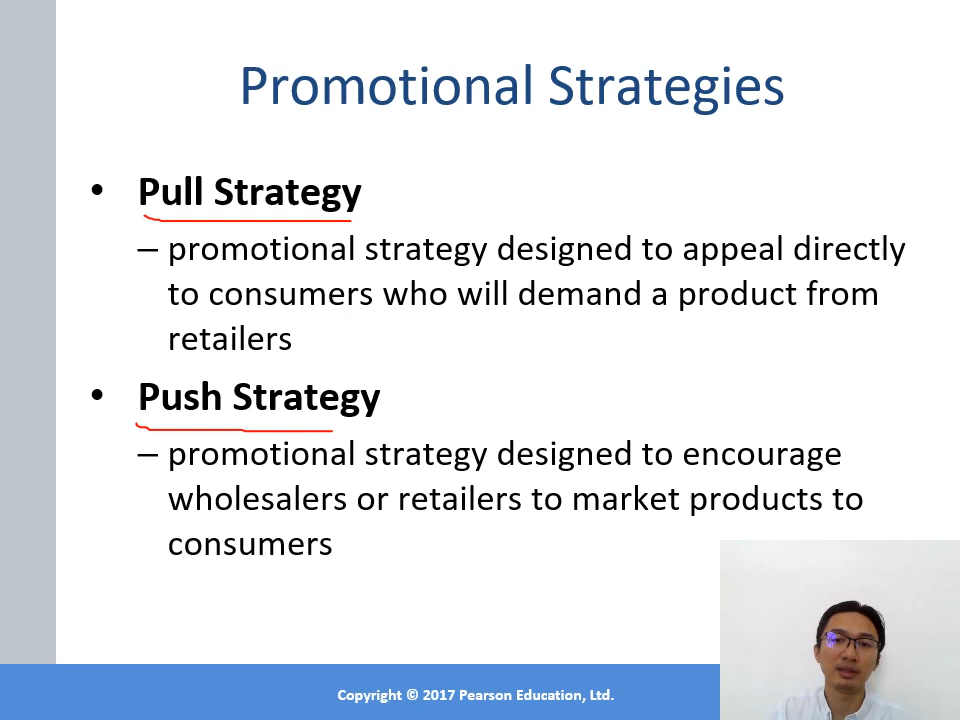 Promotional Strategies
• Pull Strategy
– promotional strategy designed to appeal directly
to consumers who will demand a product from
retailers
• Push Strategy
– promotional strategy designed to encourage
wholesalers or retailers to market products to
consumers
Copyright © 2017 Pearson Education, Ltd.